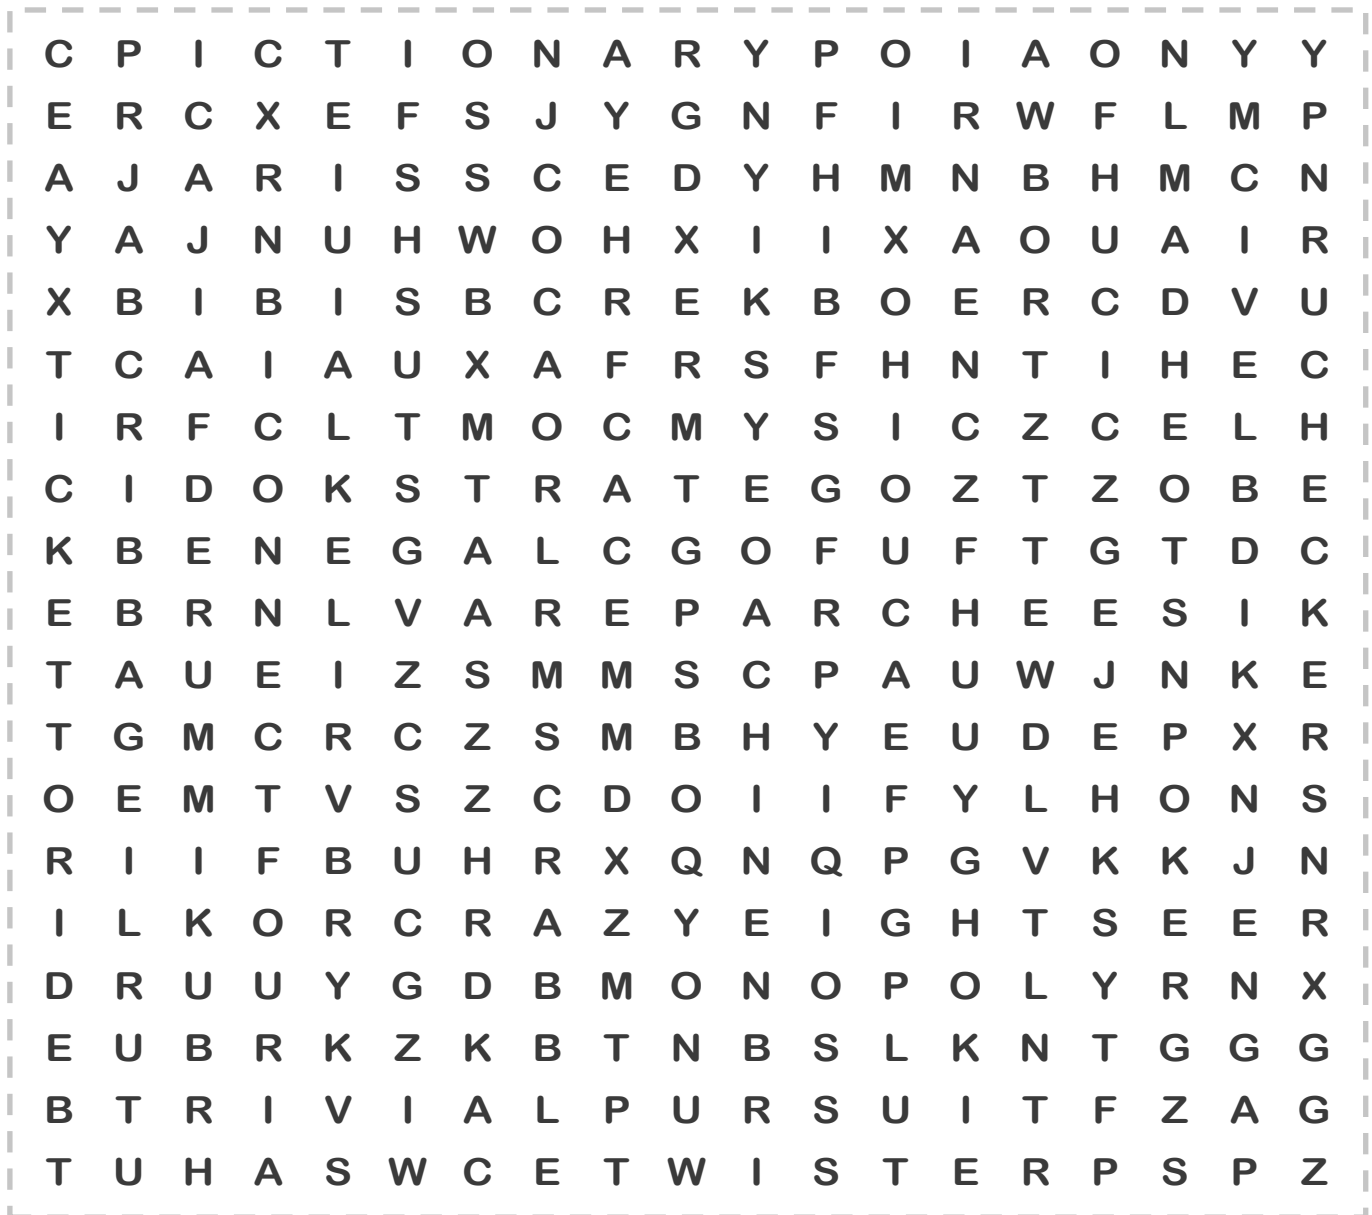 C P I C T I O N A R Y P O I A O N Y Y
E R C X E F S J Y G N F I R W F L M P
A J A R I S S C E D Y H M N B H M C N
Y A J N U H W O H X I I X A O U A I R
X B I B I S B C R E K B O E R C D V U
T C A I A U X A F R S F H N T I H E C
I R F C L T M O C M Y S I C Z C E L H
C I D O K S T R A T E G O Z T Z O B E
K B E N E G A L C G O F U F T G T D C
E B R N L V A R E P A R C H E E S I K
T A U E I Z S M M S C P A U W J N K E
T G M C R C Z S M B H Y E U D E P X R
O E M T V S Z C D O I I F Y L H O N S
R I I F B U H R X Q N Q P G V K K J N
I L K O R C R A Z Y E I G H T S E E R
D R U U Y G D B M O N O P O L Y R N X
E U B R K Z K B T N B S L K N T G G G
B T R I V I A L P U R S U I T F Z A G
T U H A S W C E T W I S T E R P S P Z